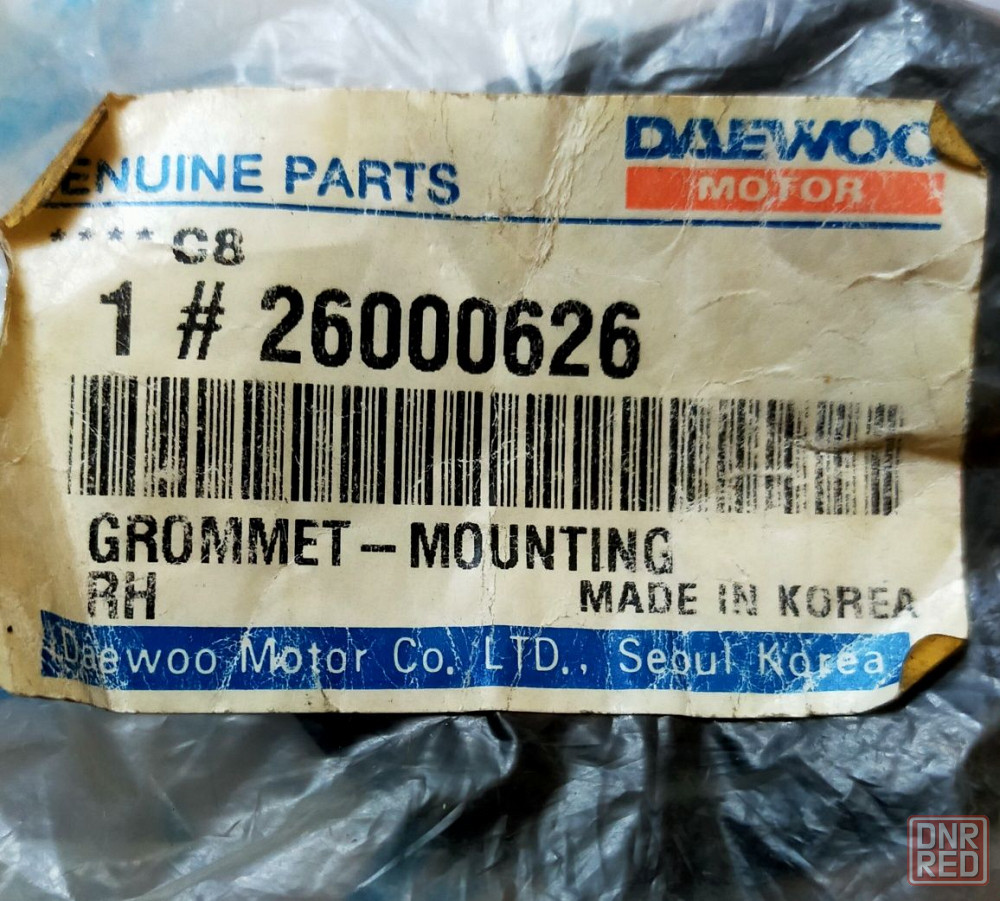 ENUINE PARTS
DAEWOO
MOTOR
**** C8
1 # 26000626
GROMMET-MOUNTING
RH
MADE IN KOREA
Daewoo Motor Co. LTD., Seoul Korea
DNR
RED